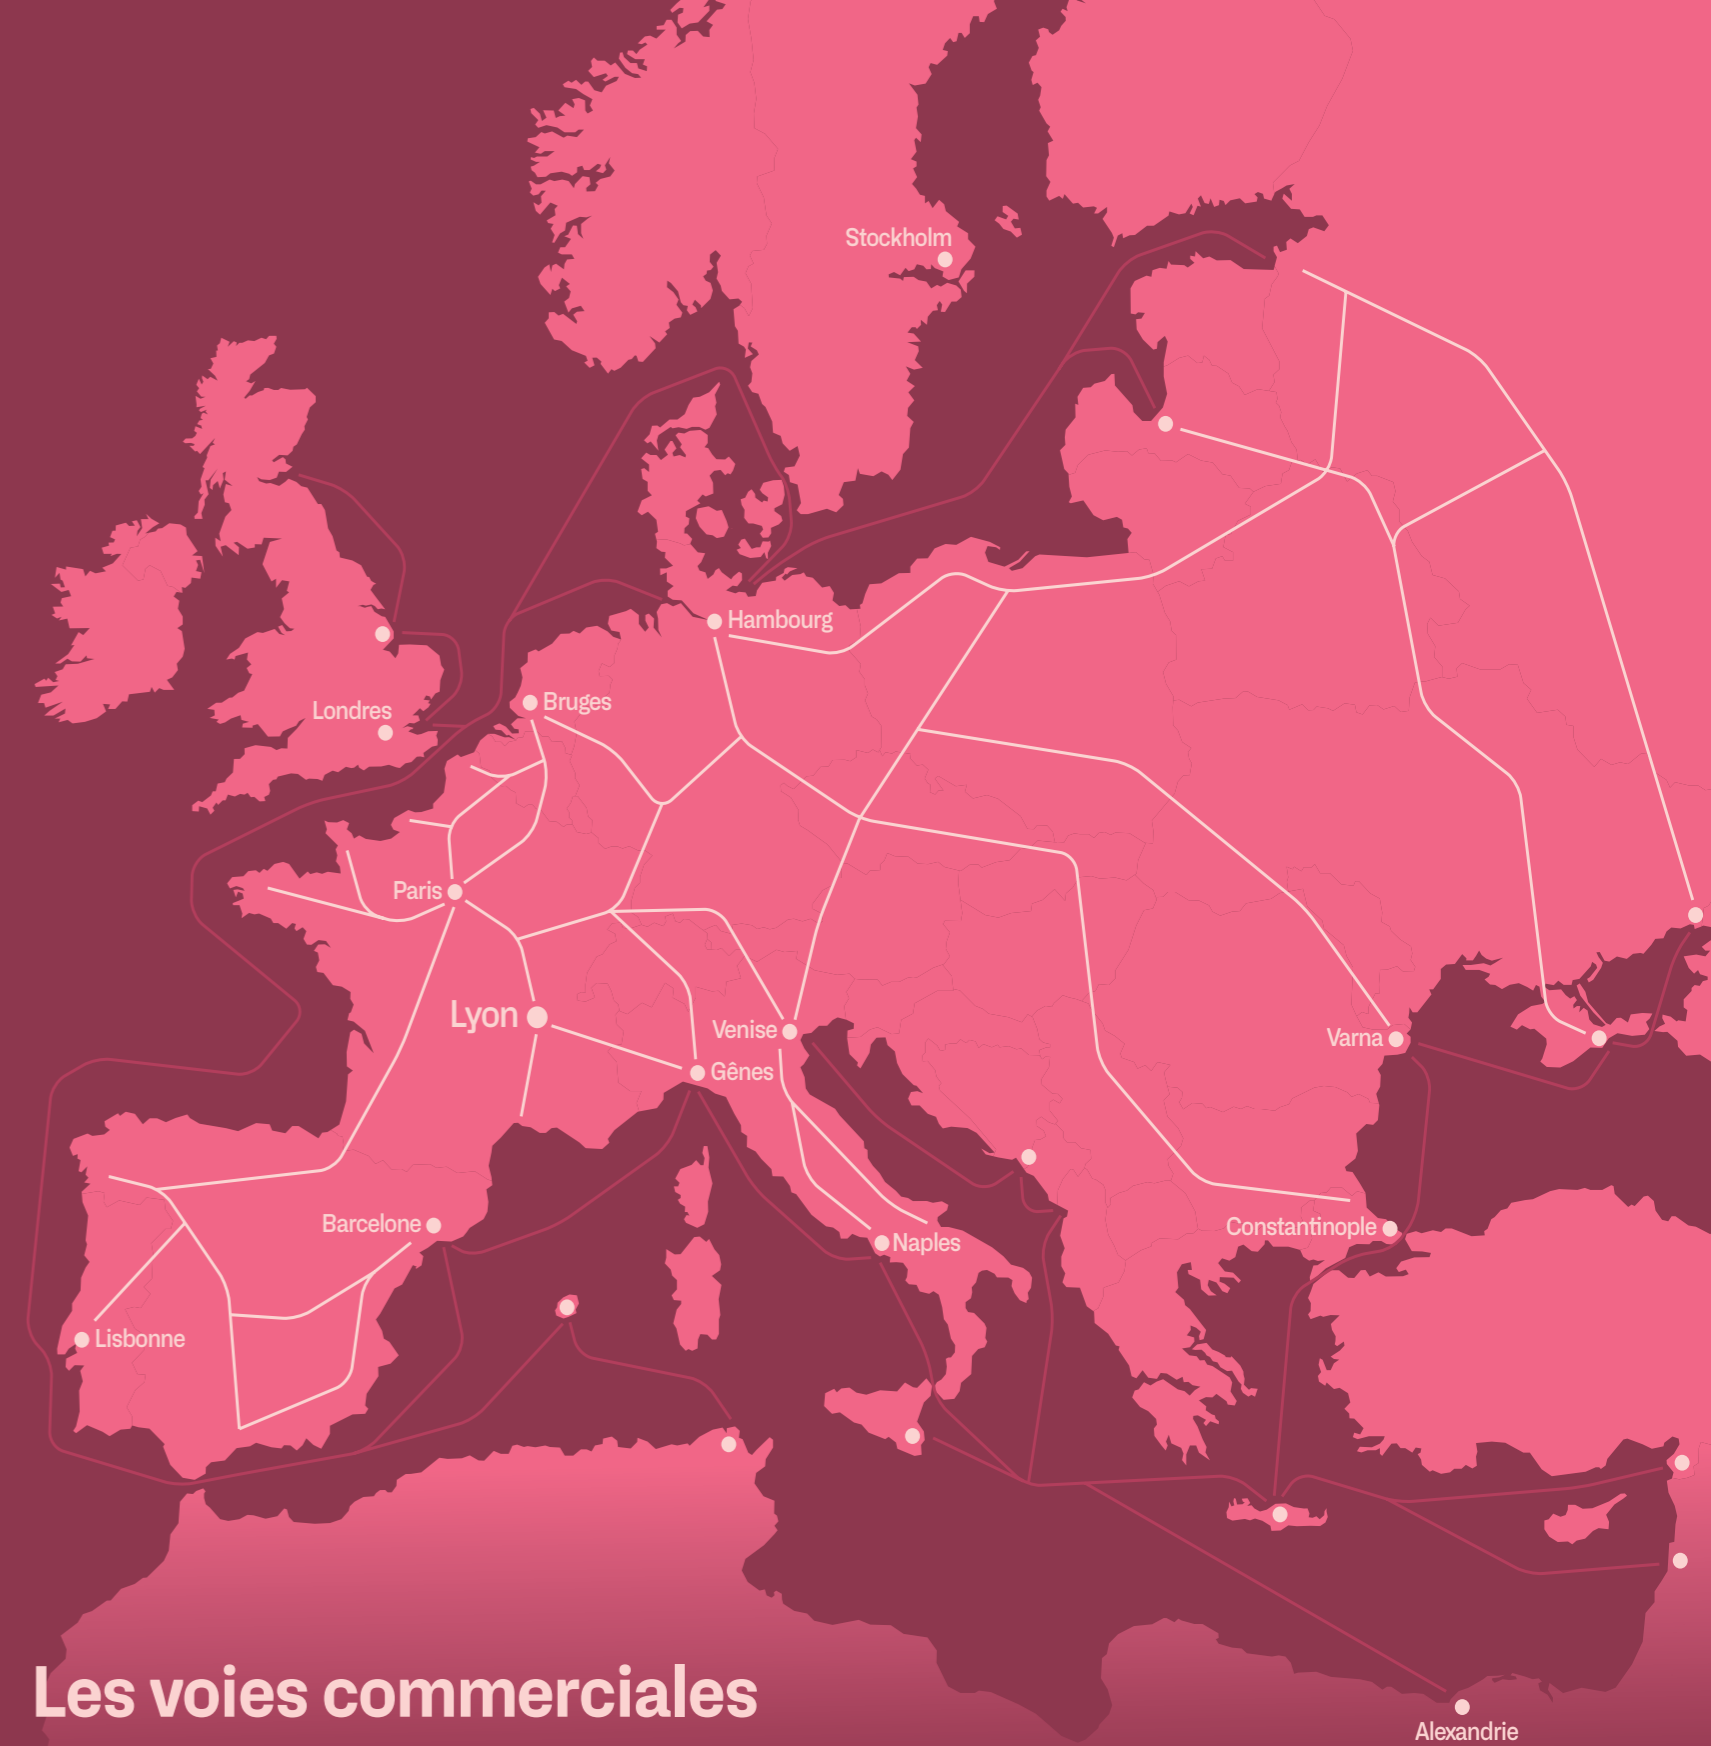 Stockholm
Hambourg
Bruges
Londres
Paris
Lyon
Venise
Varna
Gênes
Barcelone
Constantinople
Naples
Lisbonne
Les voies commerciales
Alexandrie